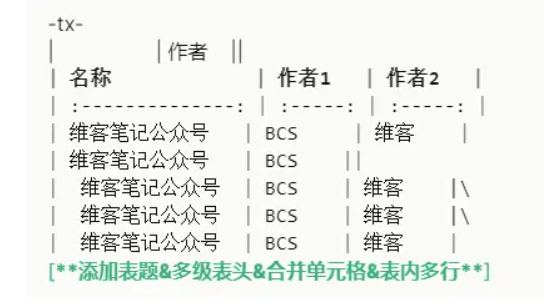 -tx-
|          | 作者  ||
| 名称             | 作者1  | 作者2  |
| :--------------: | :-----: | :-----: |
| 维客笔记公众号  | BCS    | 维客   |
| 维客笔记公众号  | BCS    ||
|  维客笔记公众号  | BCS    | 维客   |\
|  维客笔记公众号  | BCS    | 维客   |\
|  维客笔记公众号  | BCS    | 维客   |
[**添加表题&多级表头&合并单元格&表内多行**]